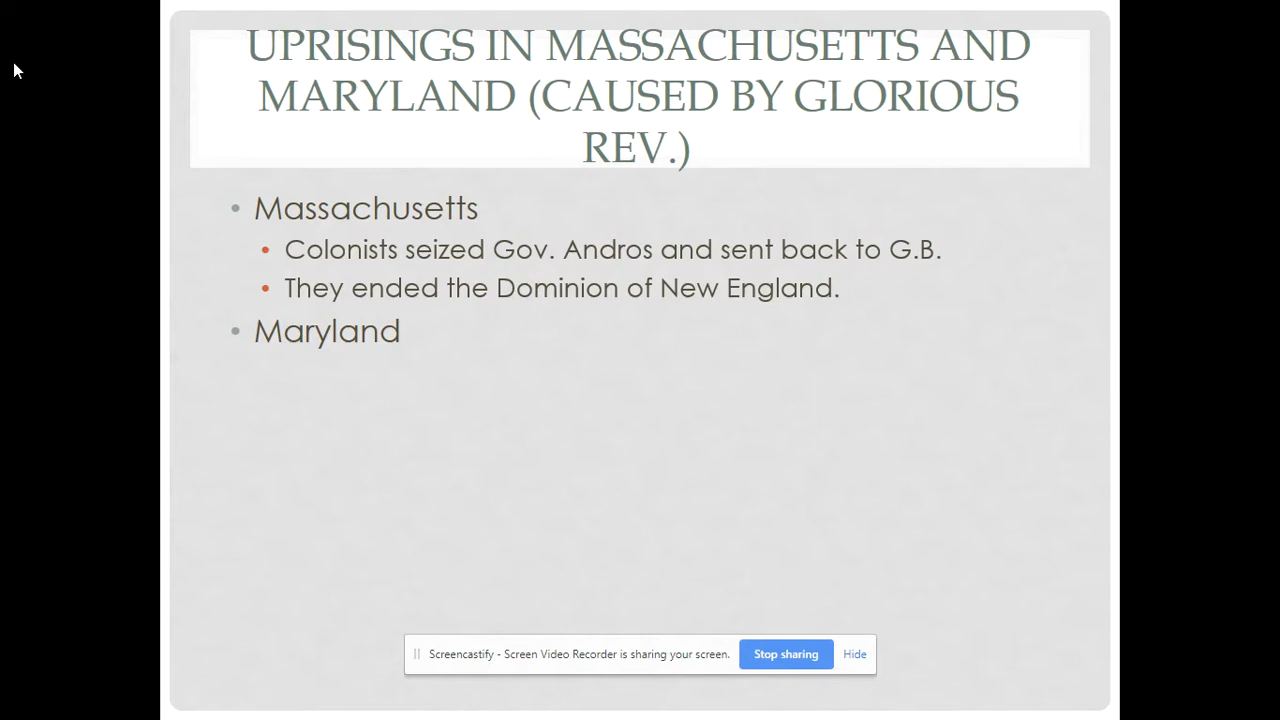 UPRISINGS IN MASSACHUSETTS AND
MARYLAND (CAUSED BY GLORIOUS
REV.)
• Massachusetts
• Colonists seized Gov. Andros and sent back to G.B.
• They ended the Dominion of New England.
• Maryland
Screencastify - Screen Video Recorder is sharing your screen. Stop sharing Hide